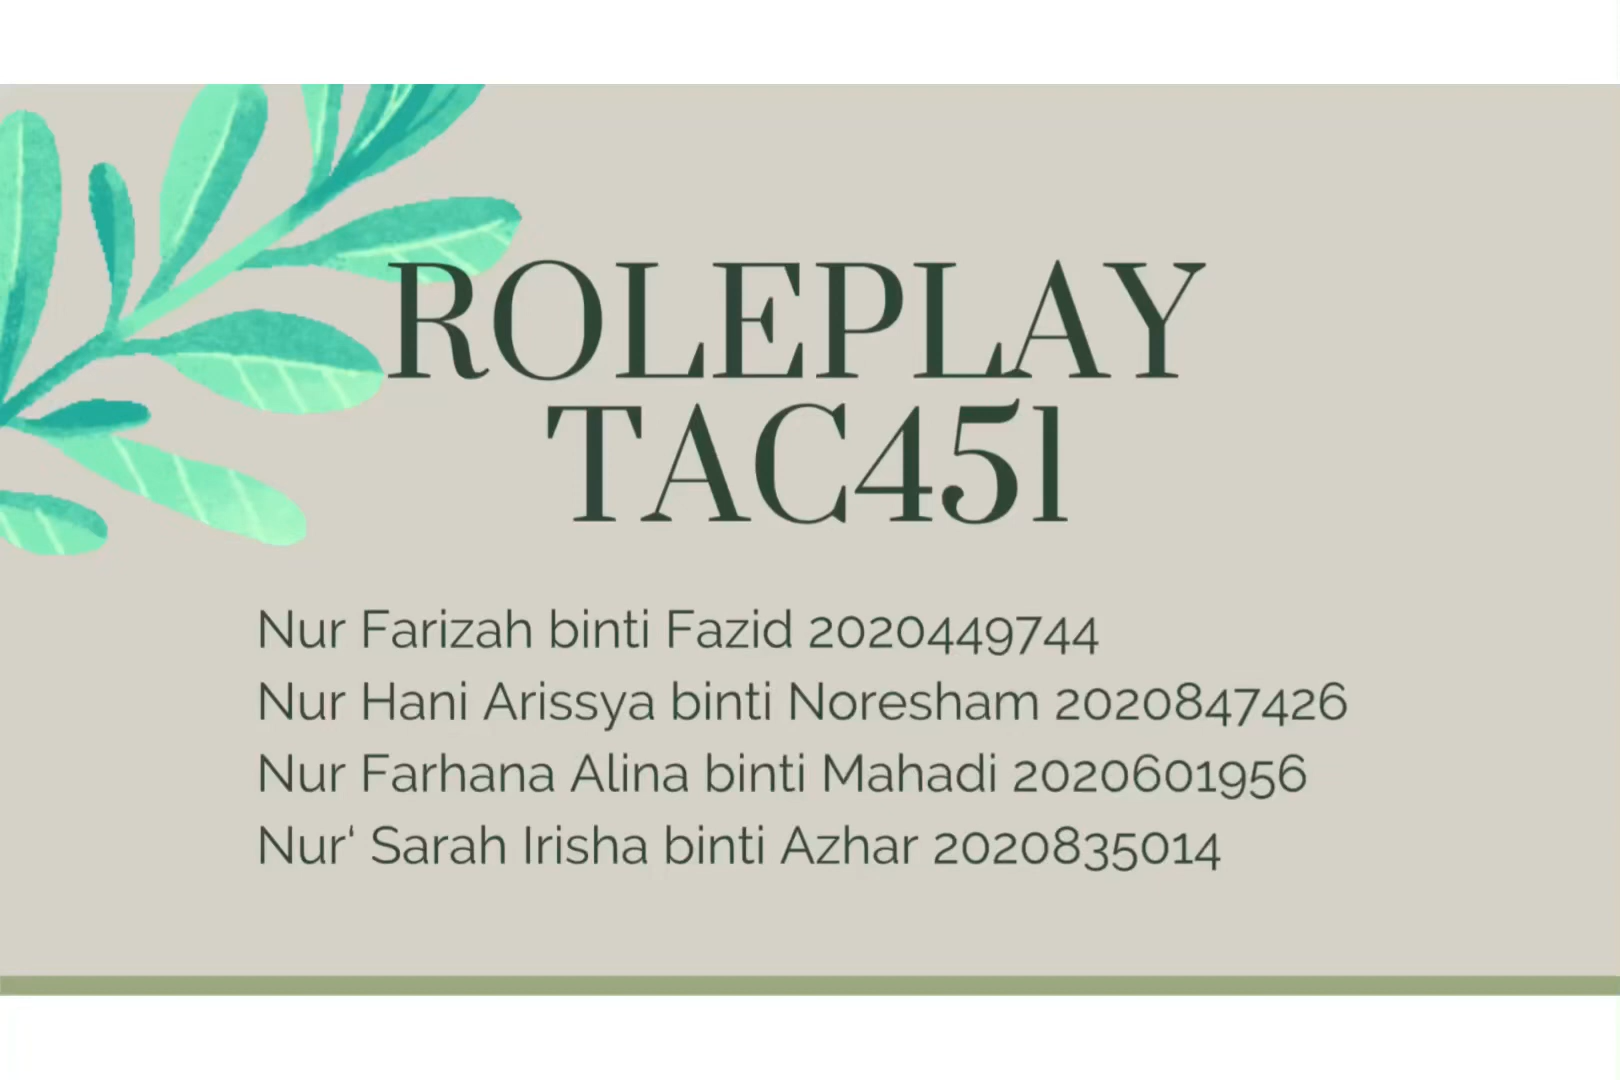 ROLEPLAY
TAC451
Nur Farizah binti Fazid 2020449744
Nur Hani Arissya binti Noresham 2020847426
Nur Farhana Alina binti Mahadi 2020601956
Nur‘ Sarah Irisha binti Azhar 2020835014